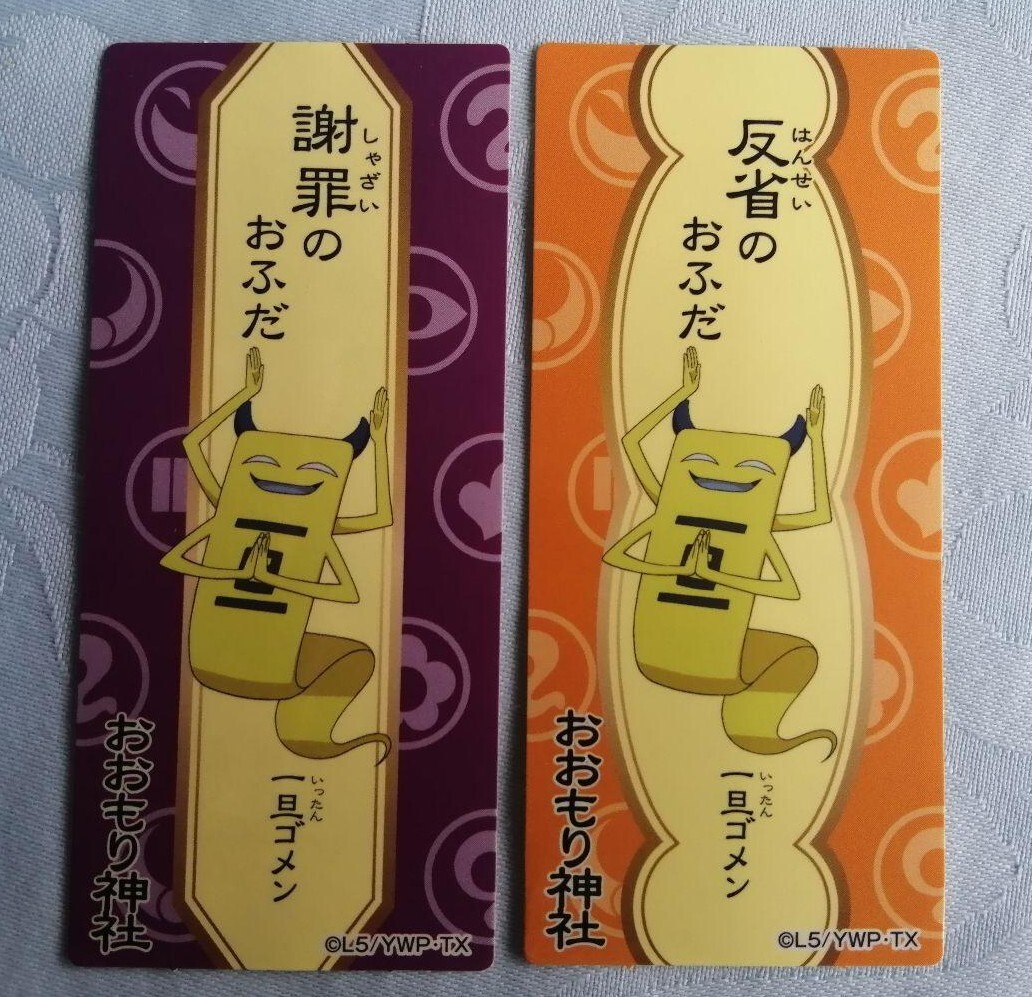 謝罪の
しゃざい
おふだ
一旦ゴメン
いったん
おおもり神社
©L5/YWP・TX
反省の
はんせい
おふだ
一旦ゴメン
いったん
おおもり神社
©L5/YWP・TX